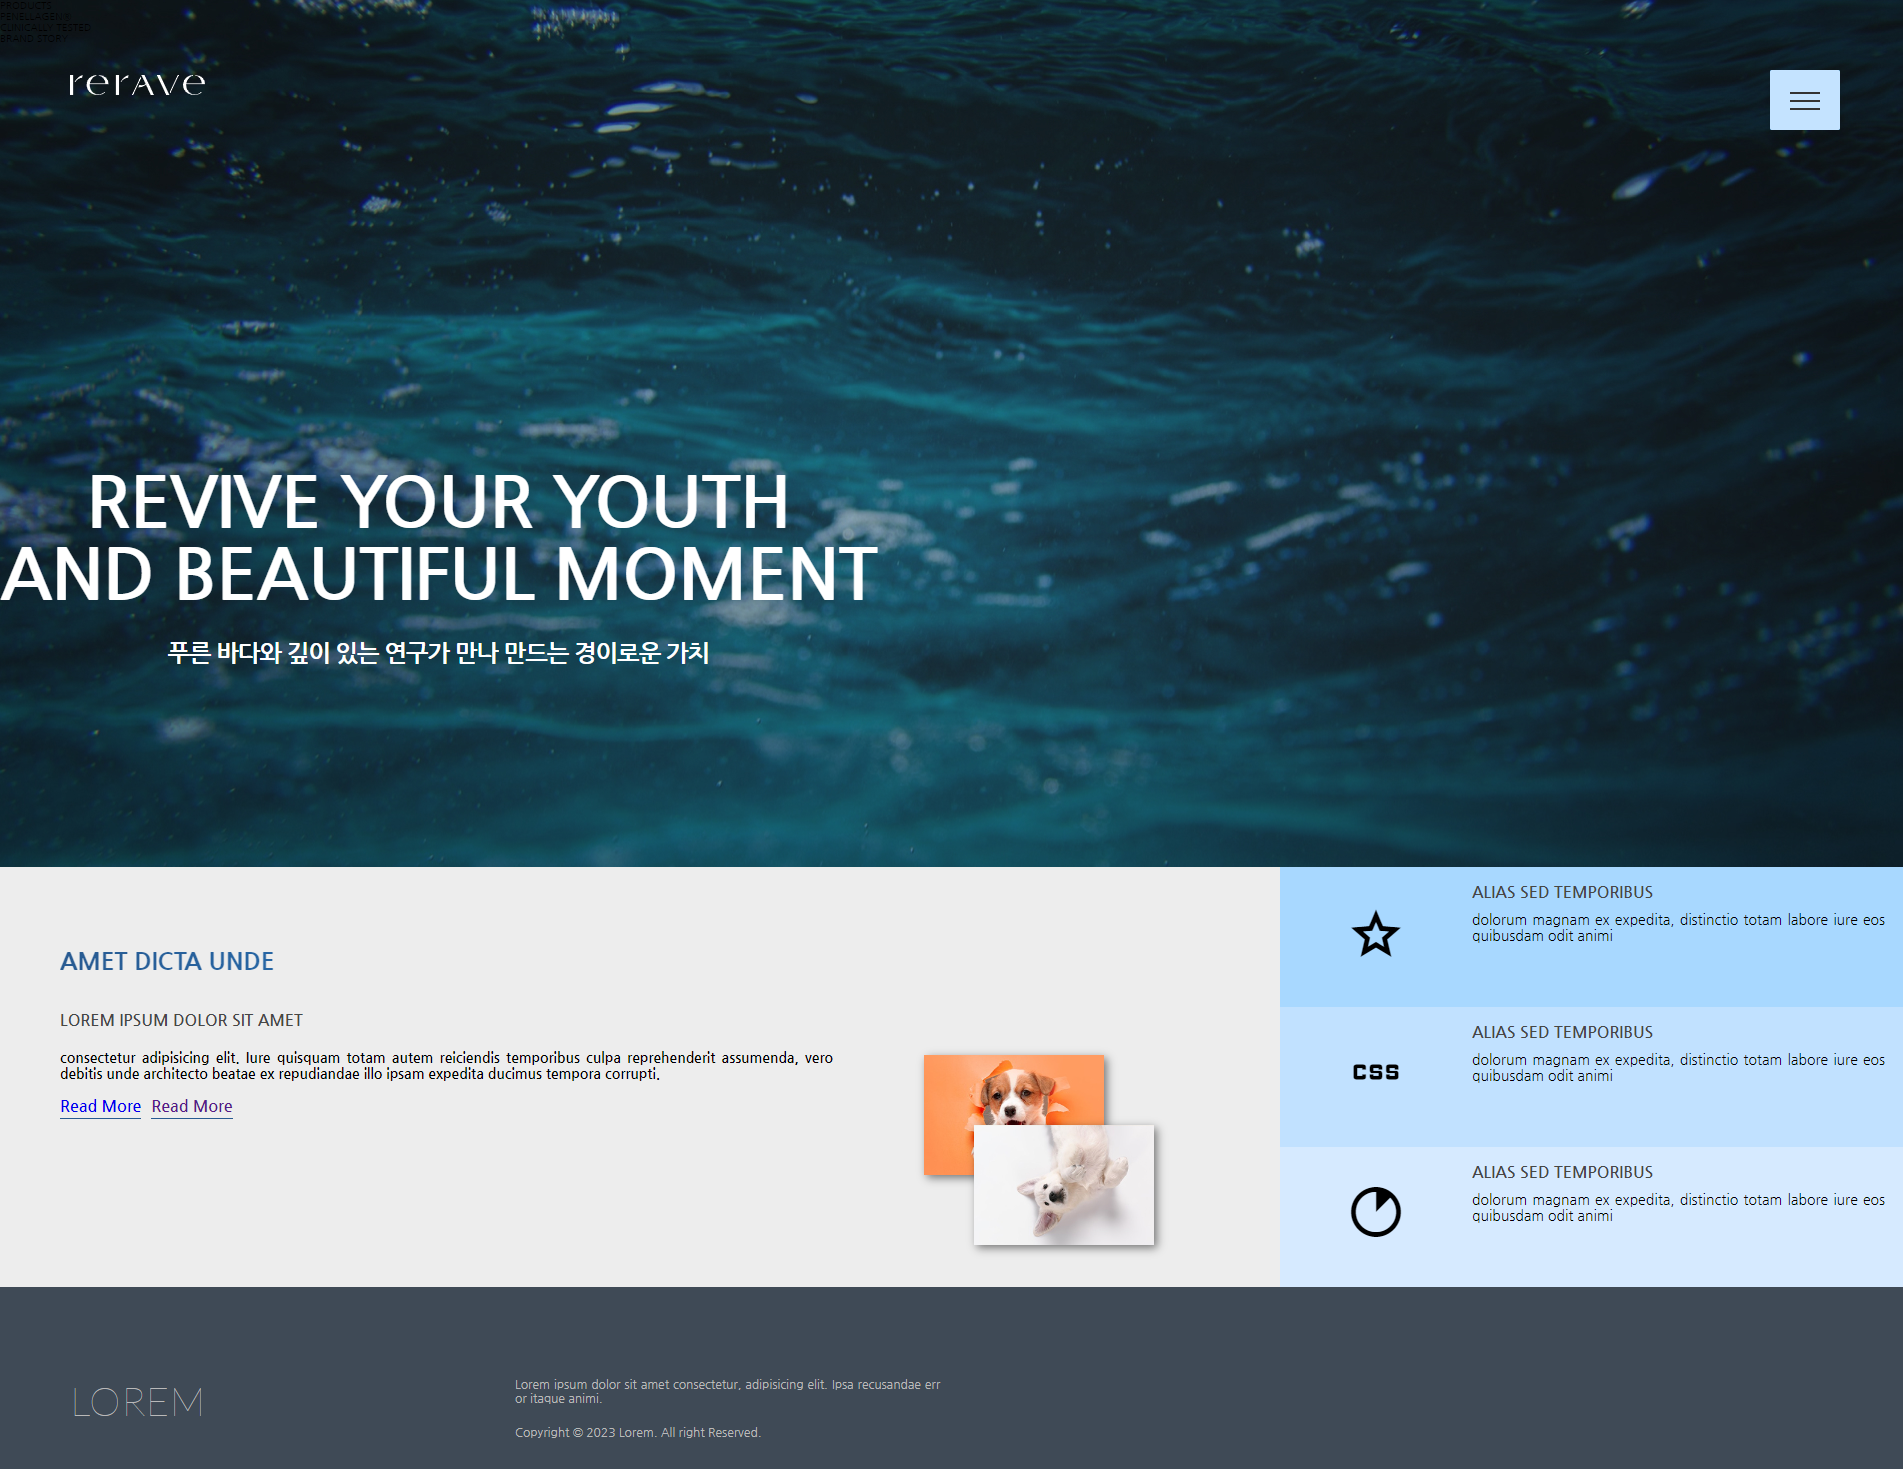 PRODUCTS
CLINICALLY TESTED
BRAND STORY
rerave
REVIVE YOUR YOUTH
AND BEAUTIFUL MOMENT
푸른 바다와 깊이 있는 연구가 만나 만드는 경이로운 가치
AMET DICTA UNDE
LOREM IPSUM DOLOR SIT AMET
consectetur adipisicing elit. Iure quisquam totam autem reiciendis temporibus culpa reprehenderit assumenda, vero
debitis unde architecto beatae ex repudiandae illo ipsam expedita ducimus tempora corrupti.
Read More Read More
ALIAS SED TEMPORIBUS
dolorum magnam ex expedita, distinctio totam labore iure eos
quibusdam odit animi
CSS
ALIAS SED TEMPORIBUS
dolorum magnam ex expedita, distinctio totam labore iure eos
quibusdam odit animi
ALIAS SED TEMPORIBUS
dolorum magnam ex expedita, distinctio totam labore iure eos
quibusdam odit animi
LOREM
Lorem ipsum dolor sit amet consectetur, adipisicing elit. Ipsa recusandae err
or itaque animi.
Copyright © 2023 Lorem. All right Reserved.